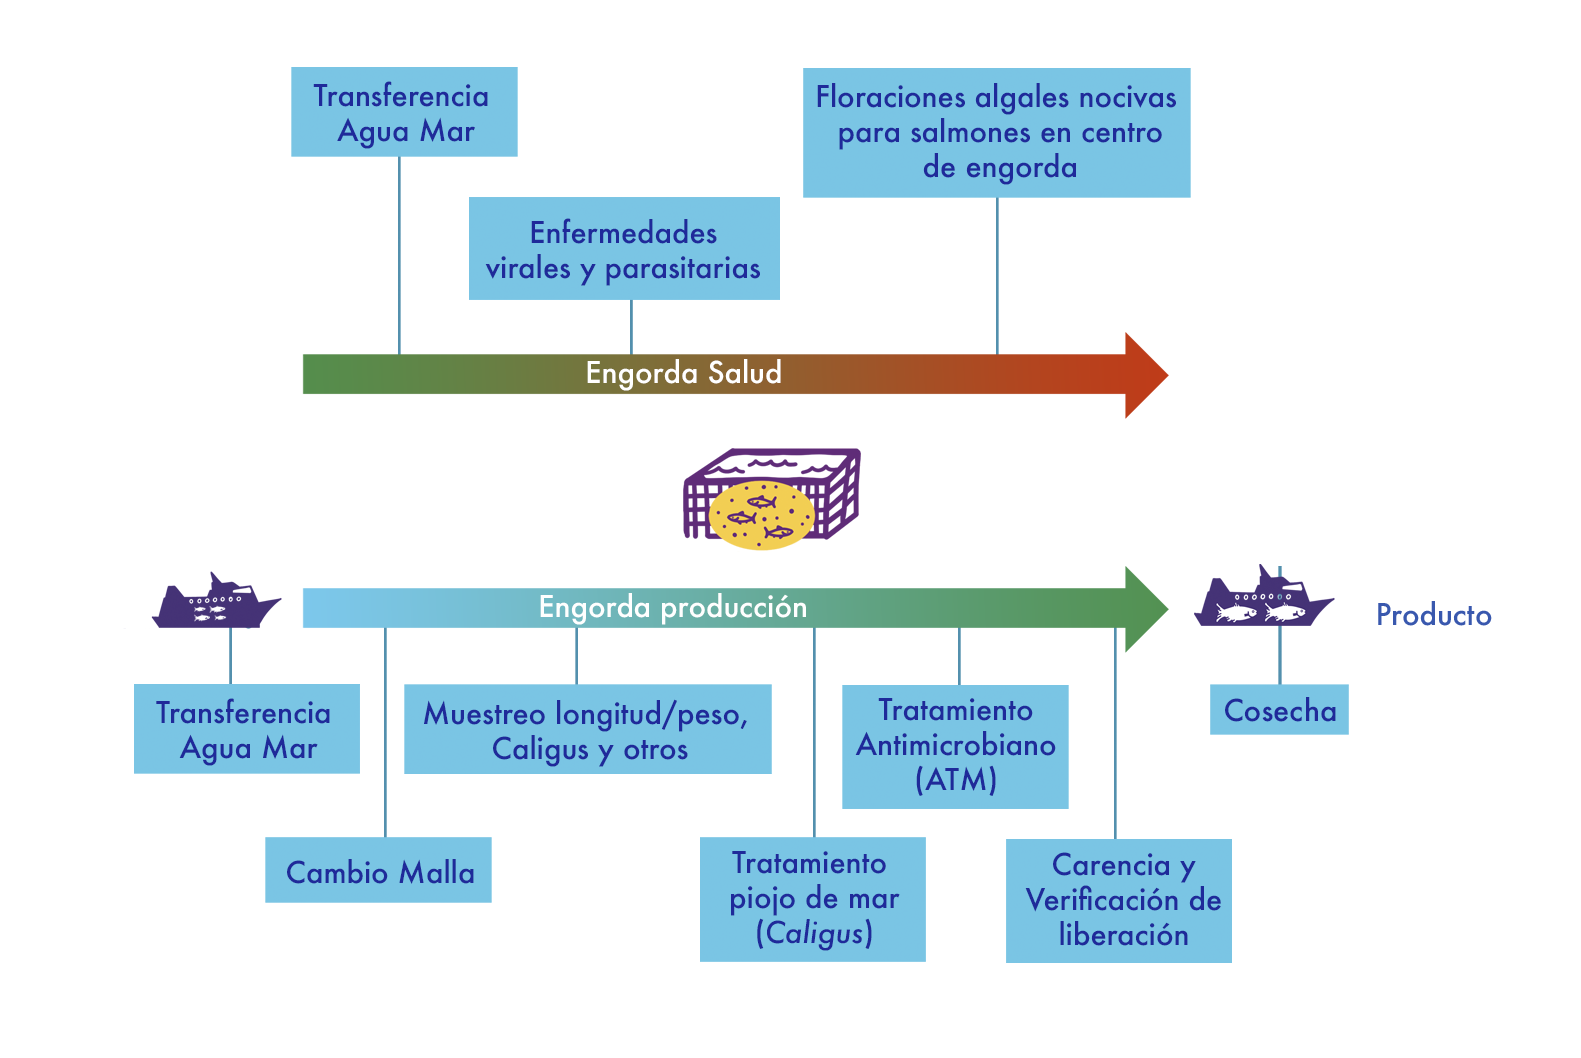 Transferencia
Agua Mar
Floraciones algales nocivas
para salmones en centro
de engorda
Enfermedades
virales y parasitarias
Engorda Salud
Engorda producción
Producto
Transferencia
Agua Mar
Muestreo longitud/peso,
Caligus y otros
Tratamiento
Antimicrobiano
(ATM)
Cosecha
Cambio Malla
Tratamiento
piojo de mar
(Caligus)
Carencia y
Verificación de
liberación